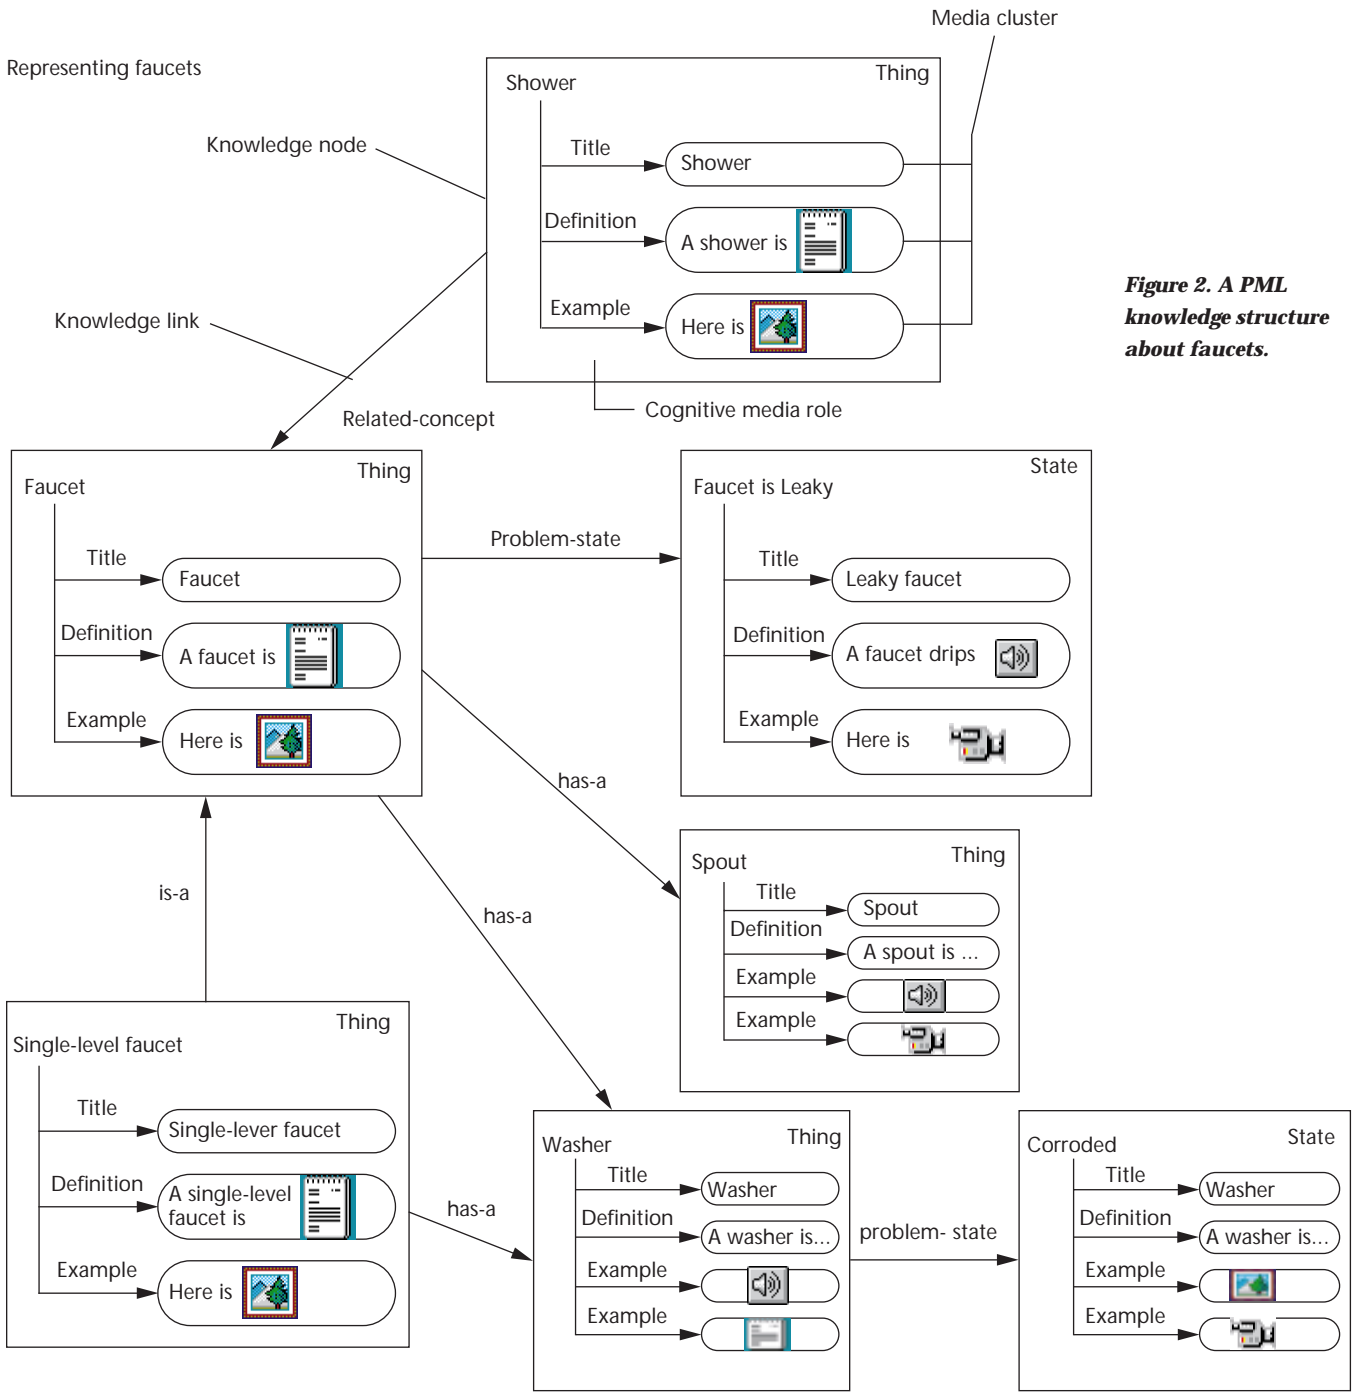 Media cluster
Representing faucets
Thing
Shower
Knowledge node
Title
Shower
Definition
A shower is
Figure 2. A PML
knowledge structure
about faucets.
Example
Here is
Knowledge link
Cognitive media role
Related-concept
Thing
Faucet
Title
Faucet
Definition
A faucet is
Example
Here is
Problem-state
State
Faucet is Leaky
Title
Leaky faucet
Definition
A faucet drips
Example
Here is
has-a
Thing
Spout
Title
Spout
Definition
A spout is ...
Example
Example
is-a
has-a
Thing
Single-level faucet
Title
Single-lever faucet
Definition
A single-level
faucet is
Example
Here is
has-a
Thing
Washer
Title
Washer
Definition
A washer is...
Example
Example
problem- state
State
Corroded
Title
Washer
Definition
A washer is...
Example
Example